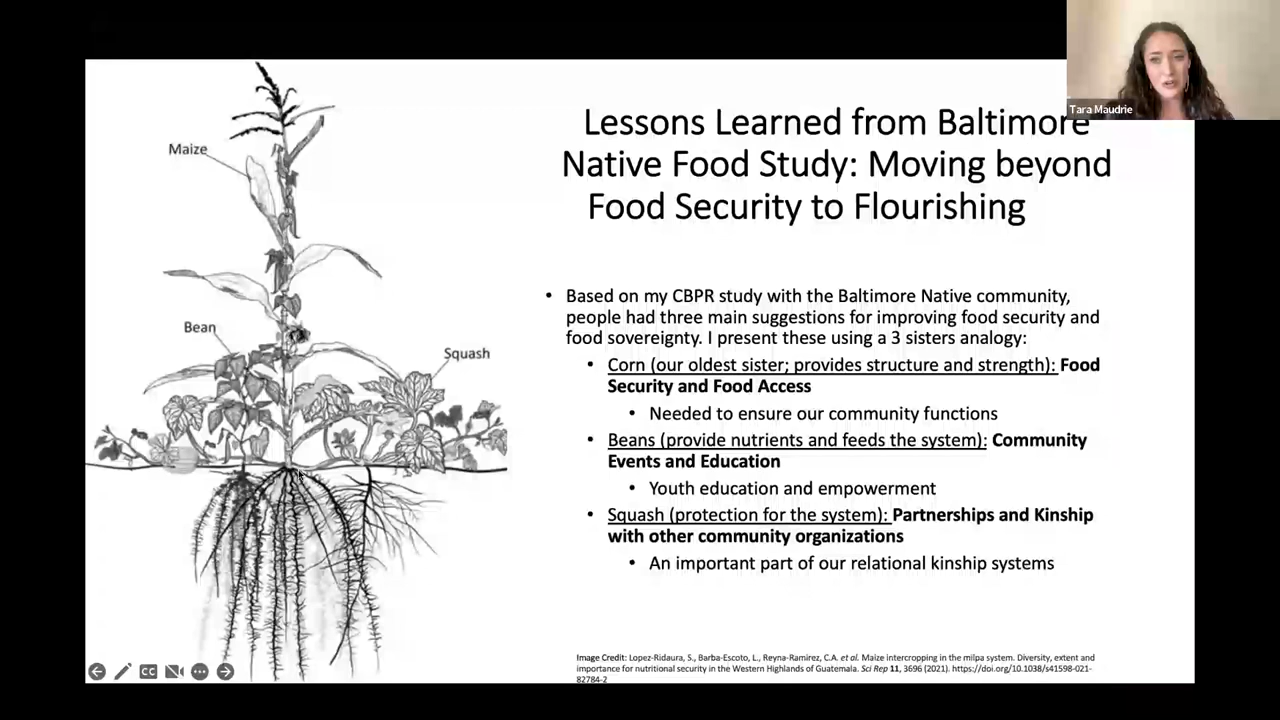 Tara Maudrie
Lessons Learned from Baltimore
Native Food Study: Moving beyond
Food Security to Flourishing
Maize
Bean
Squash
• Based on my CBPR study with the Baltimore Native community,
people had three main suggestions for improving food security and
food sovereignty. I present these using a 3 sisters analogy:
• Corn (our oldest sister; provides structure and strength): Food
Security and Food Access
• Needed to ensure our community functions
• Beans (provide nutrients and feeds the system): Community
Events and Education
• Youth education and empowerment
• Squash (protection for the system): Partnerships and Kinship
with other community organizations
• An important part of our relational kinship systems
Image Credit: Lopez-Ridaura, S., Barba-Escoto, L., Reyna-Ramirez, C.A. et al. Maize intercropping in the milpa system. Diversity, extent and
importance for nutritional security in the Western Highlands of Guatemala. Sci Rep 11, 3696 (2021). https://doi.org/10.1038/s41598-021-
82784-2
CC